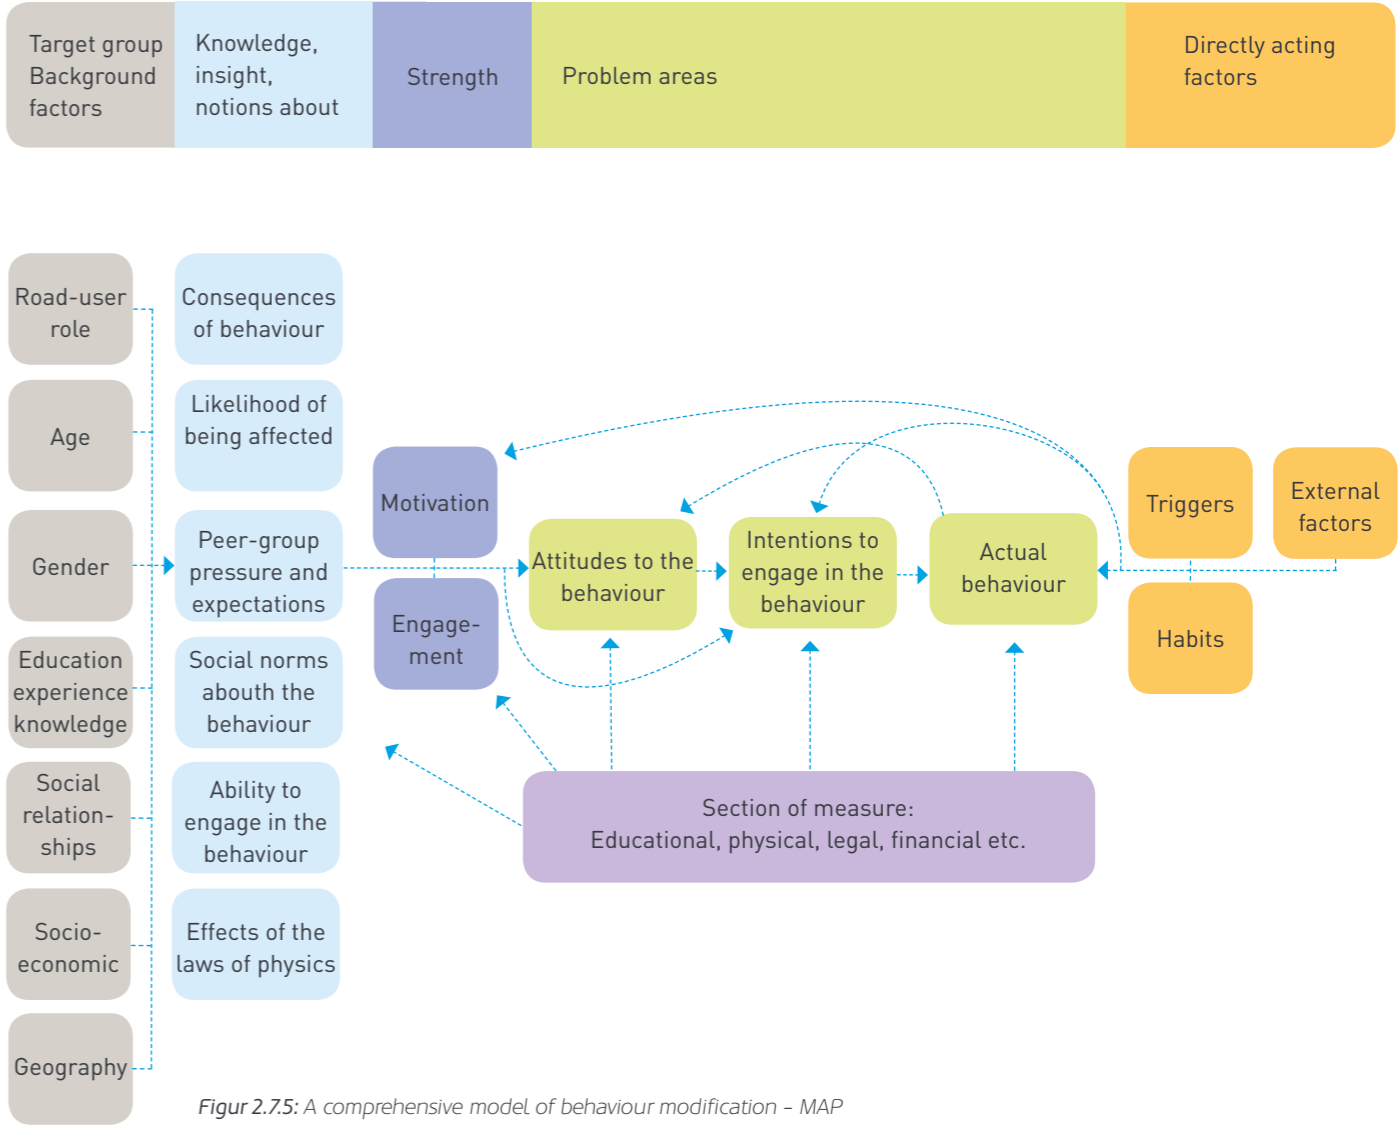 Target group
Background
factors
Knowledge,
insight,
notions about
Strength
Problem areas
Directly acting
factors
Road-user
role
Age
Gender
Education
experience
knowledge
Social
relation-
ships
Socio-
economic
Geography
Consequences
of behaviour
Likelihood of
being affected
Peer-group
pressure and
expectations
Social norms
abouth the
behaviour
Ability to
engage in the
behaviour
Effects of the
laws of physics
Motivation
Engage-
ment
Attitudes to the
behaviour
Intentions to
engage in the
behaviour
Actual
behaviour
Triggers
Habits
External
factors
Section of measure:
Educational, physical, legal, financial etc.
Figur 2.7.5: A comprehensive model of behaviour modification – MAP